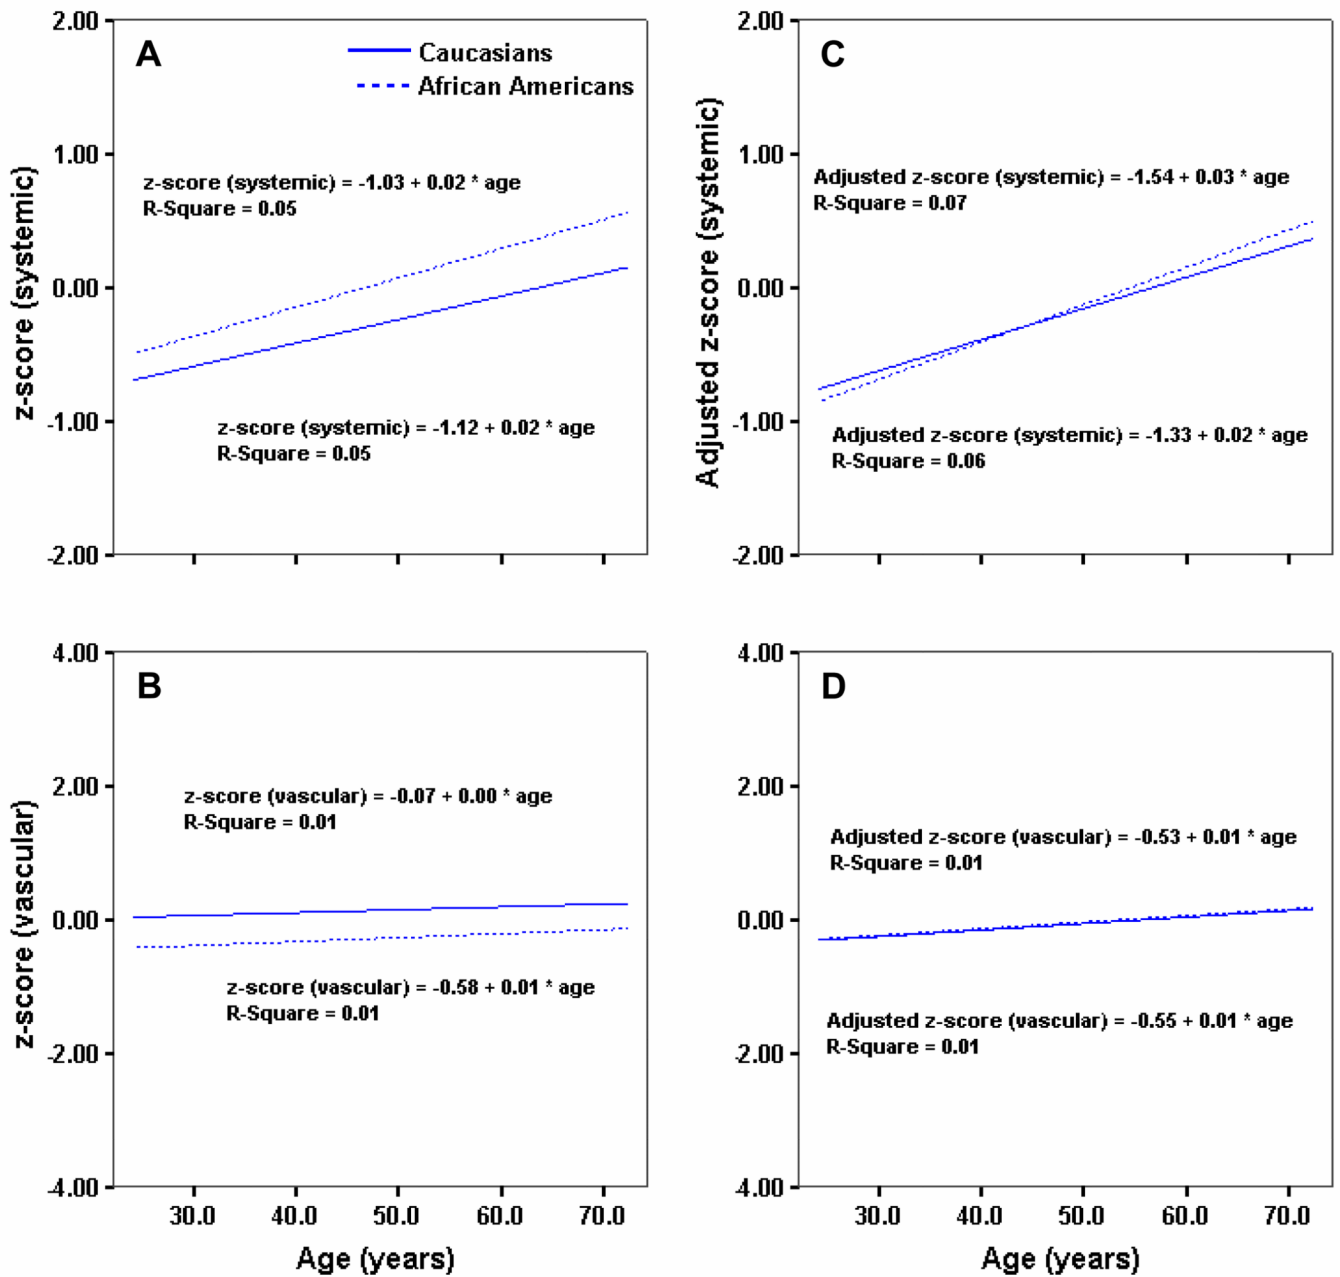 A
Caucasians
African Americans
2.00
1.00
0.00
-1.00
-2.00
z-score (systemic)
z-score (systemic) = -1.03 + 0.02 * age
R-Square = 0.05
z-score (systemic) = -1.12 + 0.02 * age
R-Square = 0.05
C
2.00
1.00
0.00
-1.00
-2.00
Adjusted z-score (systemic)
Adjusted z-score (systemic) = -1.54 + 0.03 * age
R-Square = 0.07
Adjusted z-score (systemic) = -1.33 + 0.02 * age
R-Square = 0.06
B
4.00
2.00
0.00
-2.00
-4.00
z-score (vascular)
z-score (vascular) = -0.07 + 0.00 * age
R-Square = 0.01
z-score (vascular) = -0.58 + 0.01 * age
R-Square = 0.01
30.0 40.0 50.0 60.0 70.0
Age (years)
D
4.00
2.00
0.00
-2.00
-4.00
Adjusted z-score (vascular)
Adjusted z-score (vascular) = -0.53 + 0.01 * age
R-Square = 0.01
Adjusted z-score (vascular) = -0.55 + 0.01 * age
R-Square = 0.01
30.0 40.0 50.0 60.0 70.0
Age (years)